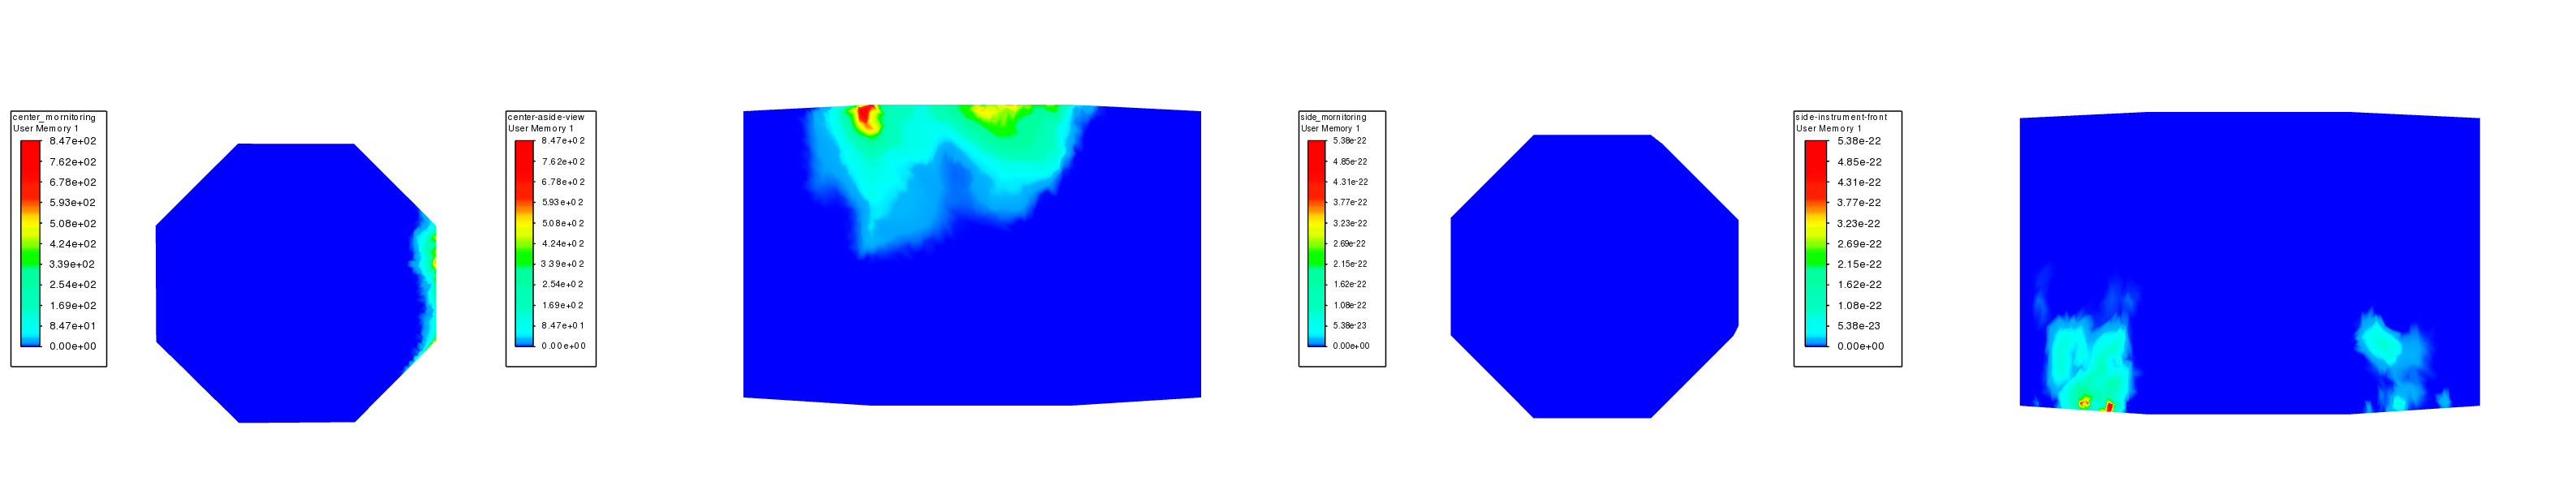 center_mornitoring
User Memory 1
8.47e+02
7.62e+02
6.78e+02
5.93e+02
5.08e+02
4.24e+02
3.39e+02
2.54e+02
1.69e+02
8.47e+01
0.00e+00
center-aside-view
User Memory 1
8.47e+02
7.62e+02
6.78e+02
5.93e+02
5.08e+02
4.24e+02
3.39e+02
2.54e+02
1.69e+02
8.47e+01
0.00e+00
side_mornitoring
User Memory 1
5.38e-22
4.85e-22
4.31e-22
3.77e-22
3.23e-22
2.69e-22
2.15e-22
1.62e-22
1.08e-22
5.38e-23
0.00e+00
side-instrument-front
User Memory 1
5.38e-22
4.85e-22
4.31e-22
3.77e-22
3.23e-22
2.69e-22
2.15e-22
1.62e-22
1.08e-22
5.38e-23
0.00e+00